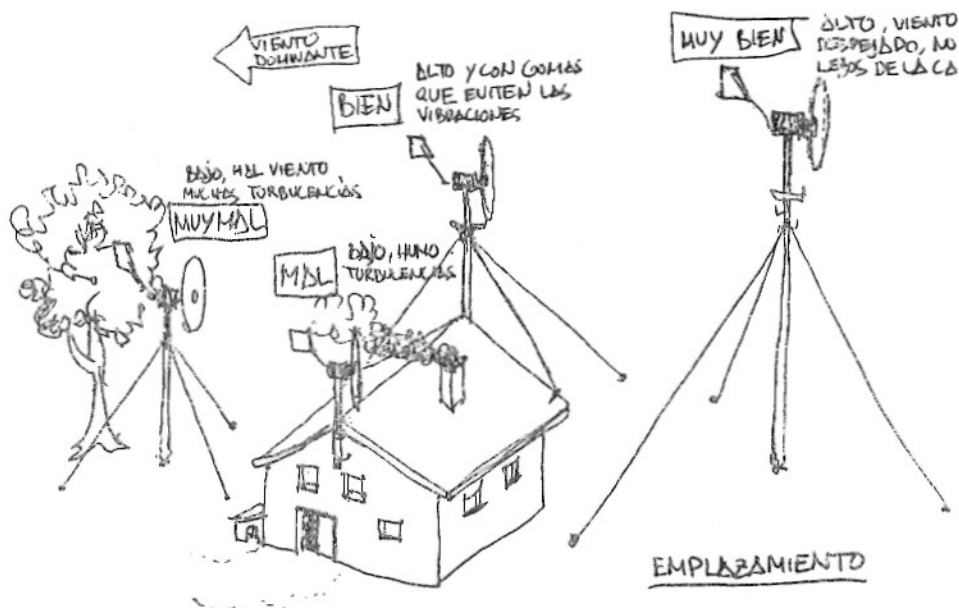 VIENTO
DOMINANTE
MUY BIEN
ALTO, VIENTO
DESPEJADO, NO
LEJOS DE LA CA
BIEN
ALTO Y CON GOMAS
QUE EVITEN LAS
VIBRACIONES
BAJO, MAL VIENTO
MUCHAS TURBULENCIAS
MUY MAL
MAL
BAJO, HUMO
TURBULENCIAS
EMPLAZAMIENTO